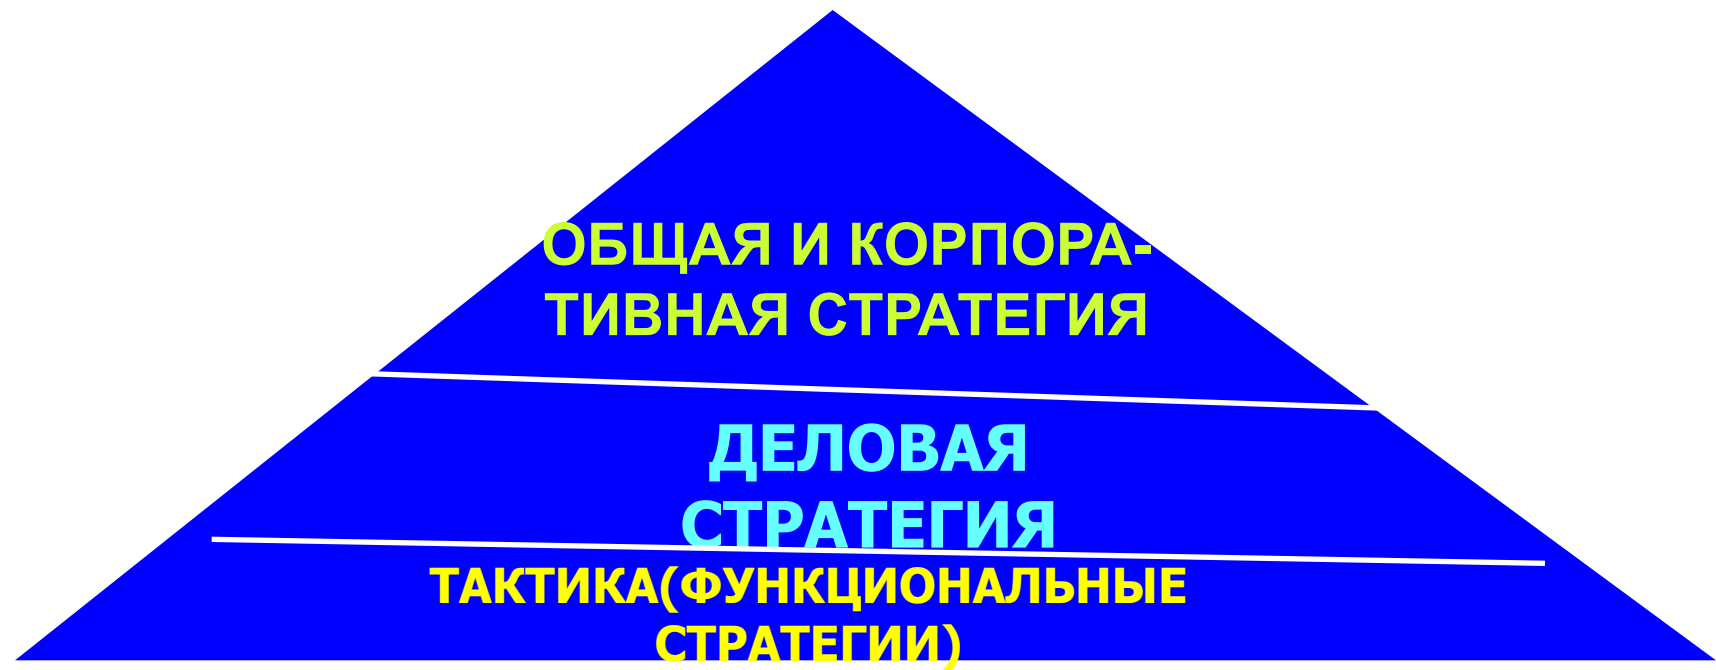 ОБЩАЯ И КОРПОРА-
ТИВНАЯ СТРАТЕГИЯ
ДЕЛОВАЯ
СТРАТЕГИЯ
ТАКТИКА(ФУНКЦИОНАЛЬНЫЕ
СТРАТЕГИИ)